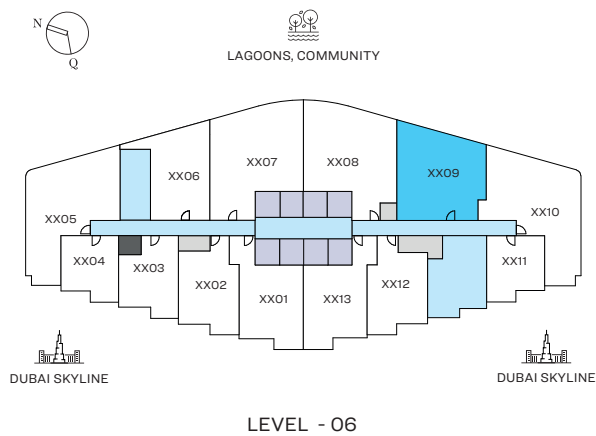 N
Q
LAGOONS, COMMUNITY
XX07
XX08
XX06
XX09
XX05
XX10
XX04
XX03
XX02
XX01
XX13
XX12
XX11
DUBAI SKYLINE
DUBAI SKYLINE
LEVEL - 06